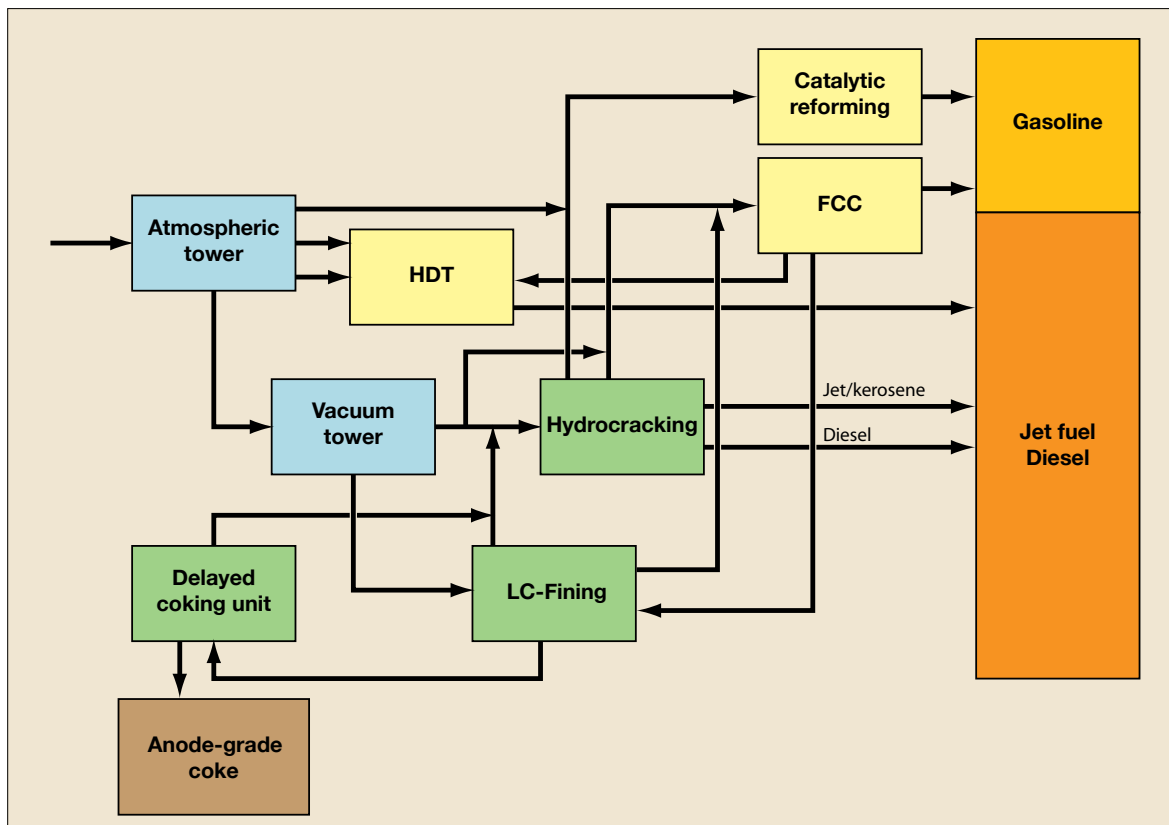 Catalytic
reforming
Gasoline
FCC
Atmospheric
tower
HDT
Jet/kerosene
Vacuum
tower
Hydrocracking
Diesel
Jet fuel
Diesel
Delayed
coking unit
LC-Fining
Anode-grade
coke